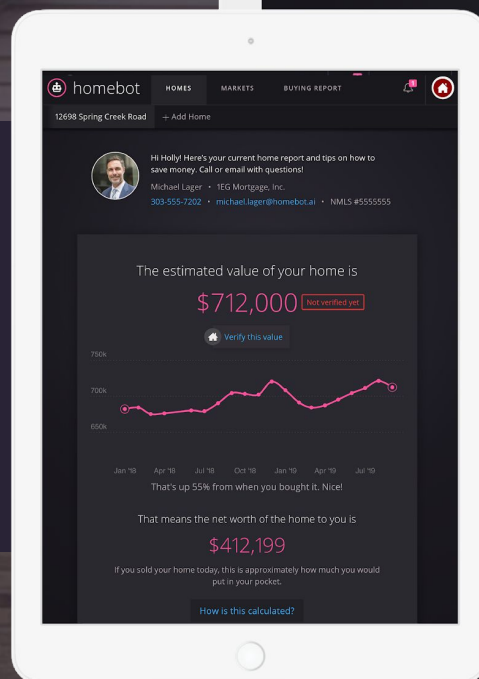 homebot
HOMES
MARKETS
BUYING REPORT
1
12698 Spring Creek Road
+ Add Home
Hi Holly! Here's your current home report and tips on how to
save money. Call or email with questions!
Michael Lager • 1EG Mortgage, Inc.
303-555-7202 • michael.lager@homebot.ai • NMLS #5555555
The estimated value of your home is
$712,000 Not verified yet
Verify this value
750k
700k
650k
Jan '18 Apr '18 Jul '18 Oct '18 Jan '19 Apr '19 Jul '19
That's up 55% from when you bought it. Nice!
That means the net worth of the home to you is
$412,199
If you sold your home today, this is approximately how much you would
put in your pocket.
How is this calculated?